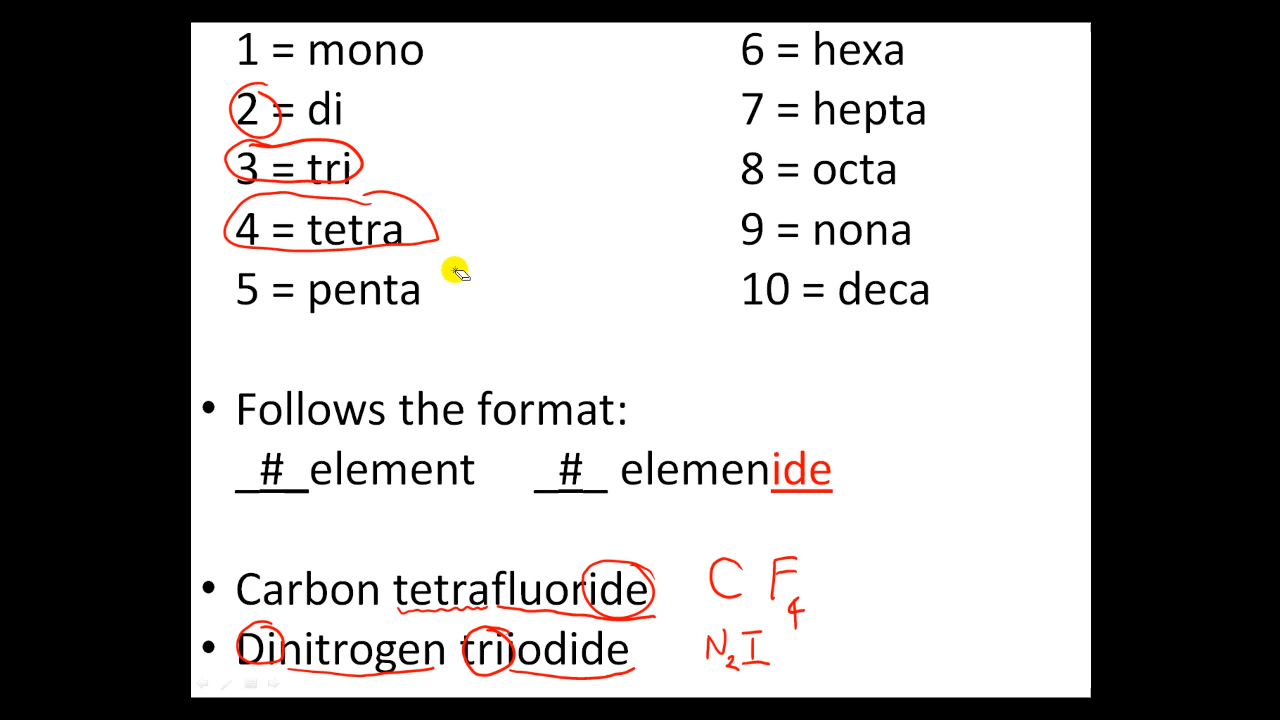 1 = mono
2 = di
3 = tri
4 = tetra
5 = penta
6 = hexa
7 = hepta
8 = octa
9 = nona
10 = deca
• Follows the format:
_#_element _#_ elemenide
• Carbon tetrafluoride C F4
• Dinitrogen triiodide N2I